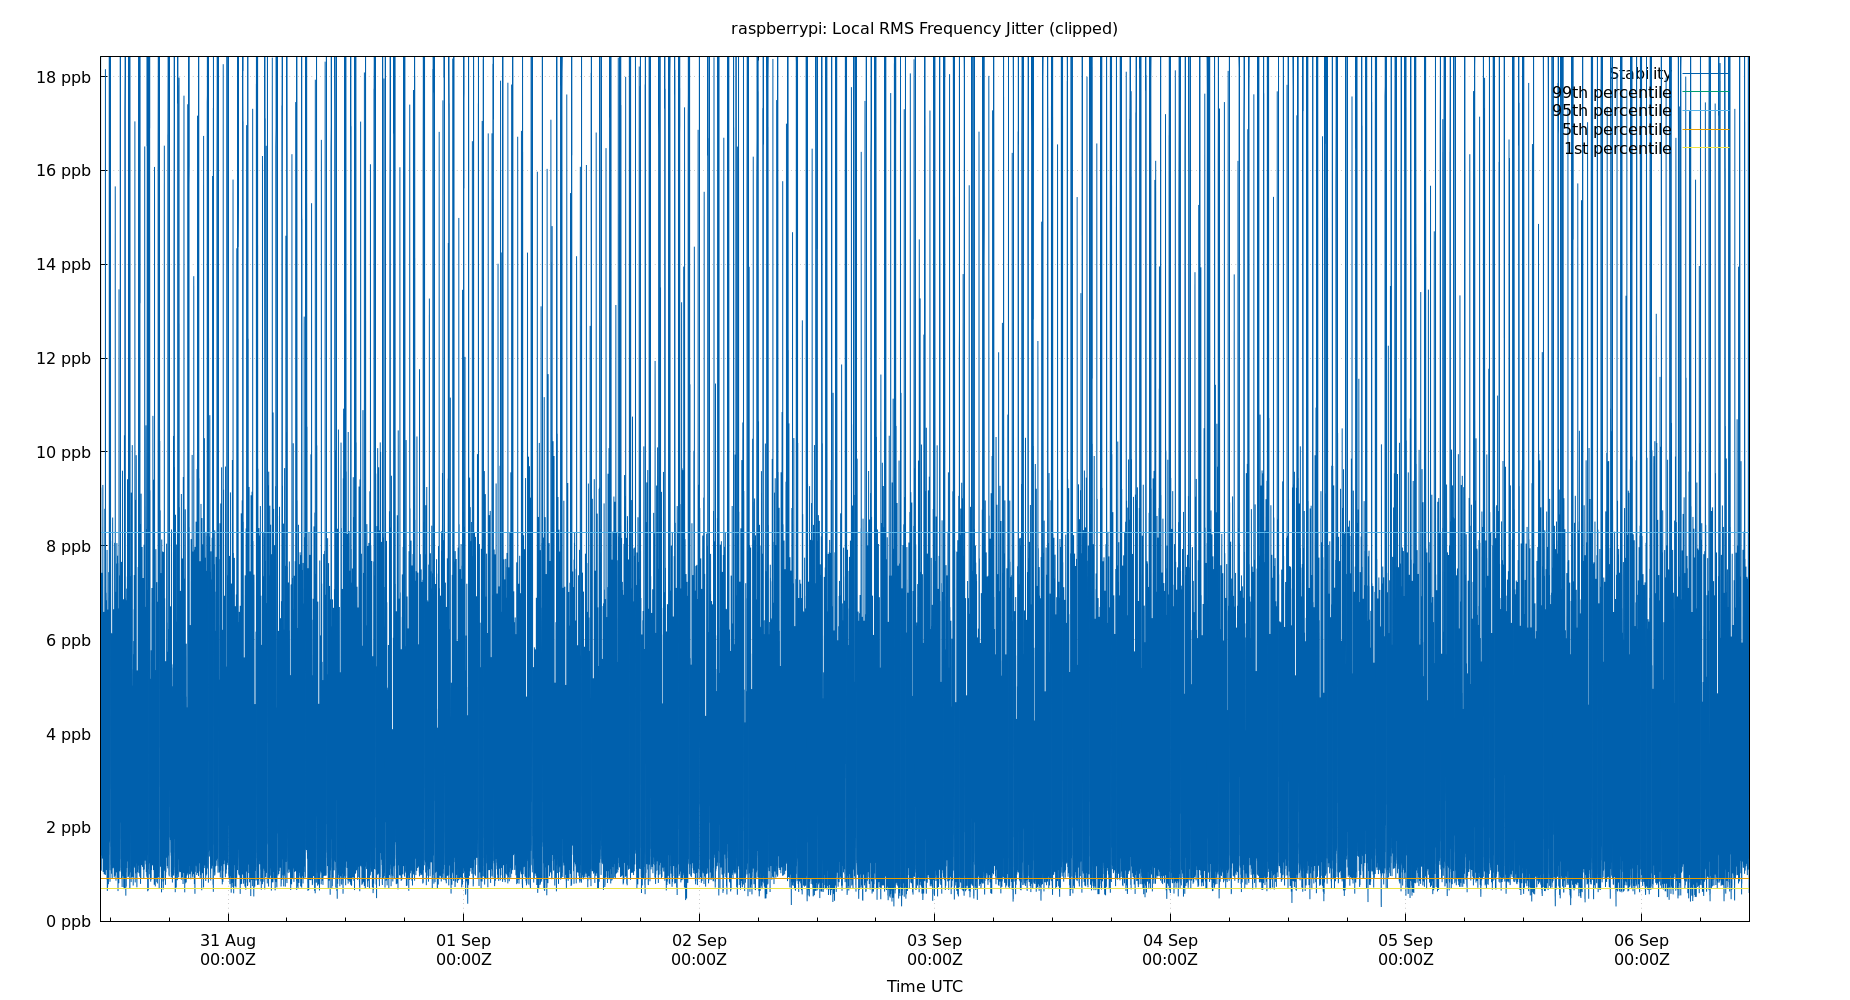 raspberrypi: Local RMS Frequency Jitter (clipped)
18 ppb
16 ppb
14 ppb
12 ppb
10 ppb
8 ppb
6 ppb
4 ppb
2 ppb
0 ppb
Stability
99th percentile
95th percentile
5th percentile
1st percentile
31 Aug
00:00Z
01 Sep
00:00Z
02 Sep
00:00Z
03 Sep
00:00Z
04 Sep
00:00Z
05 Sep
00:00Z
06 Sep
00:00Z
Time UTC